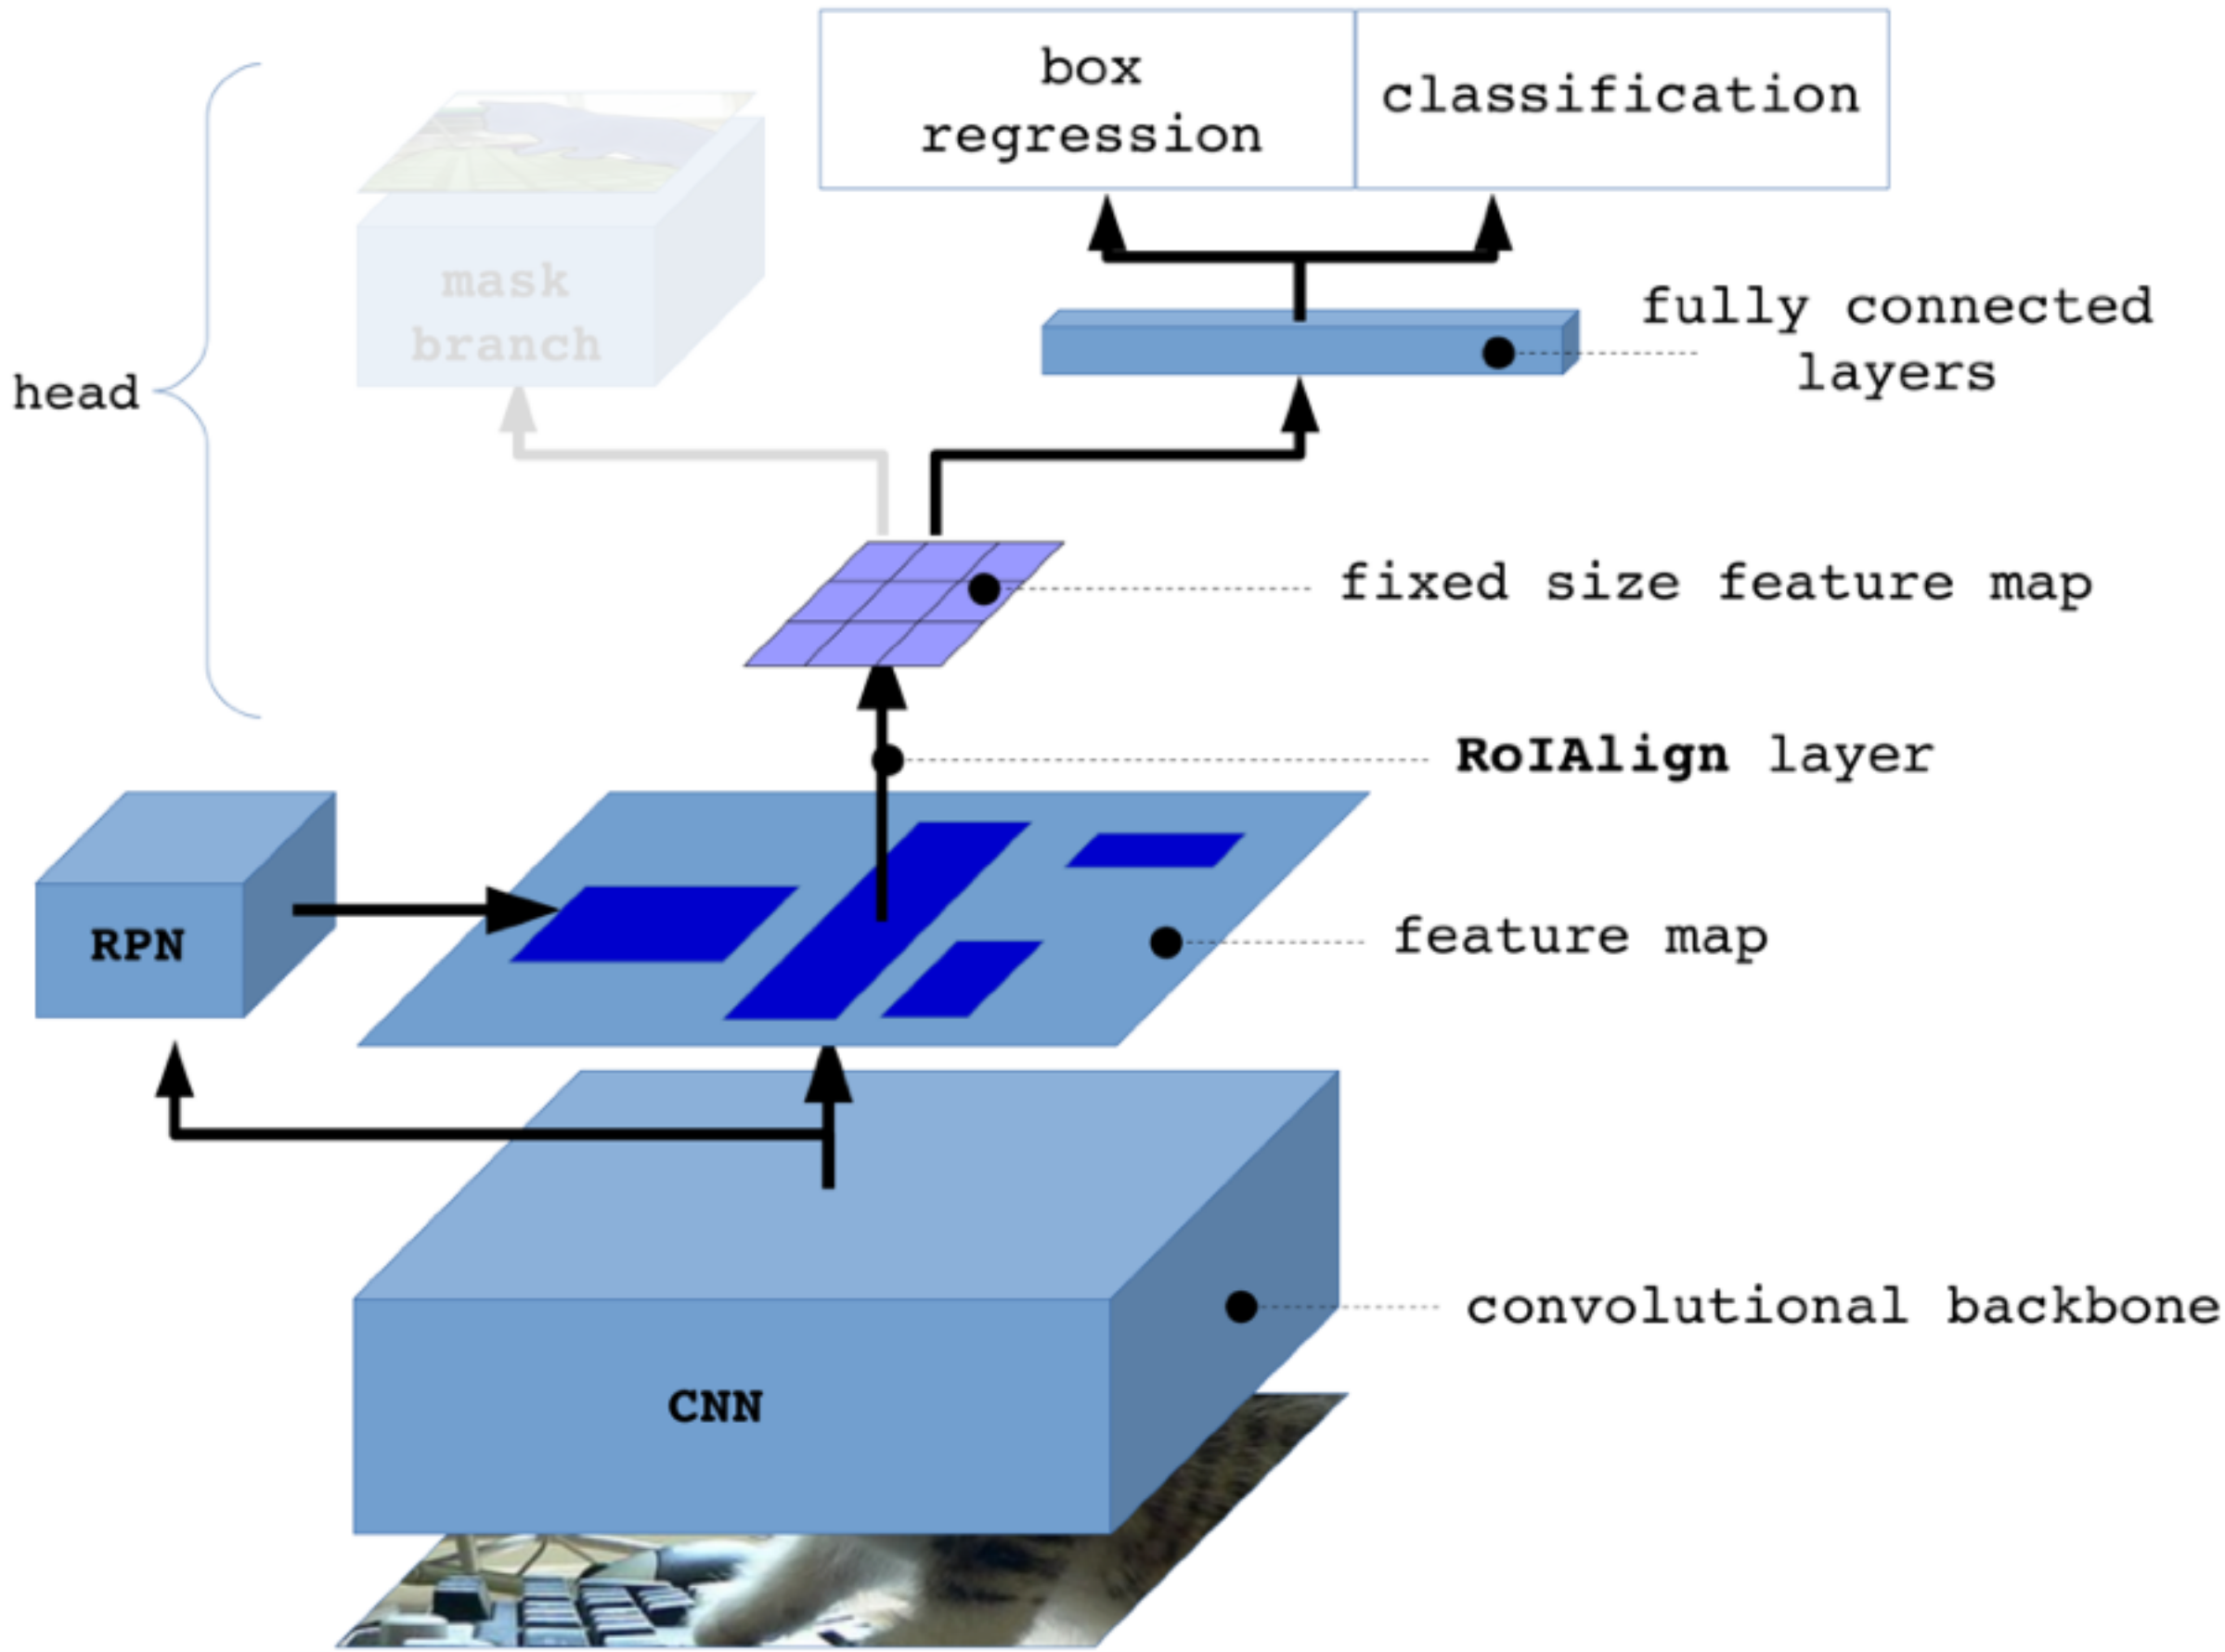 box
regression
classification
mask
branch
fully connected
layers
head
fixed size feature map
RoIAlign layer
RPN
feature map
convolutional backbone
CNN